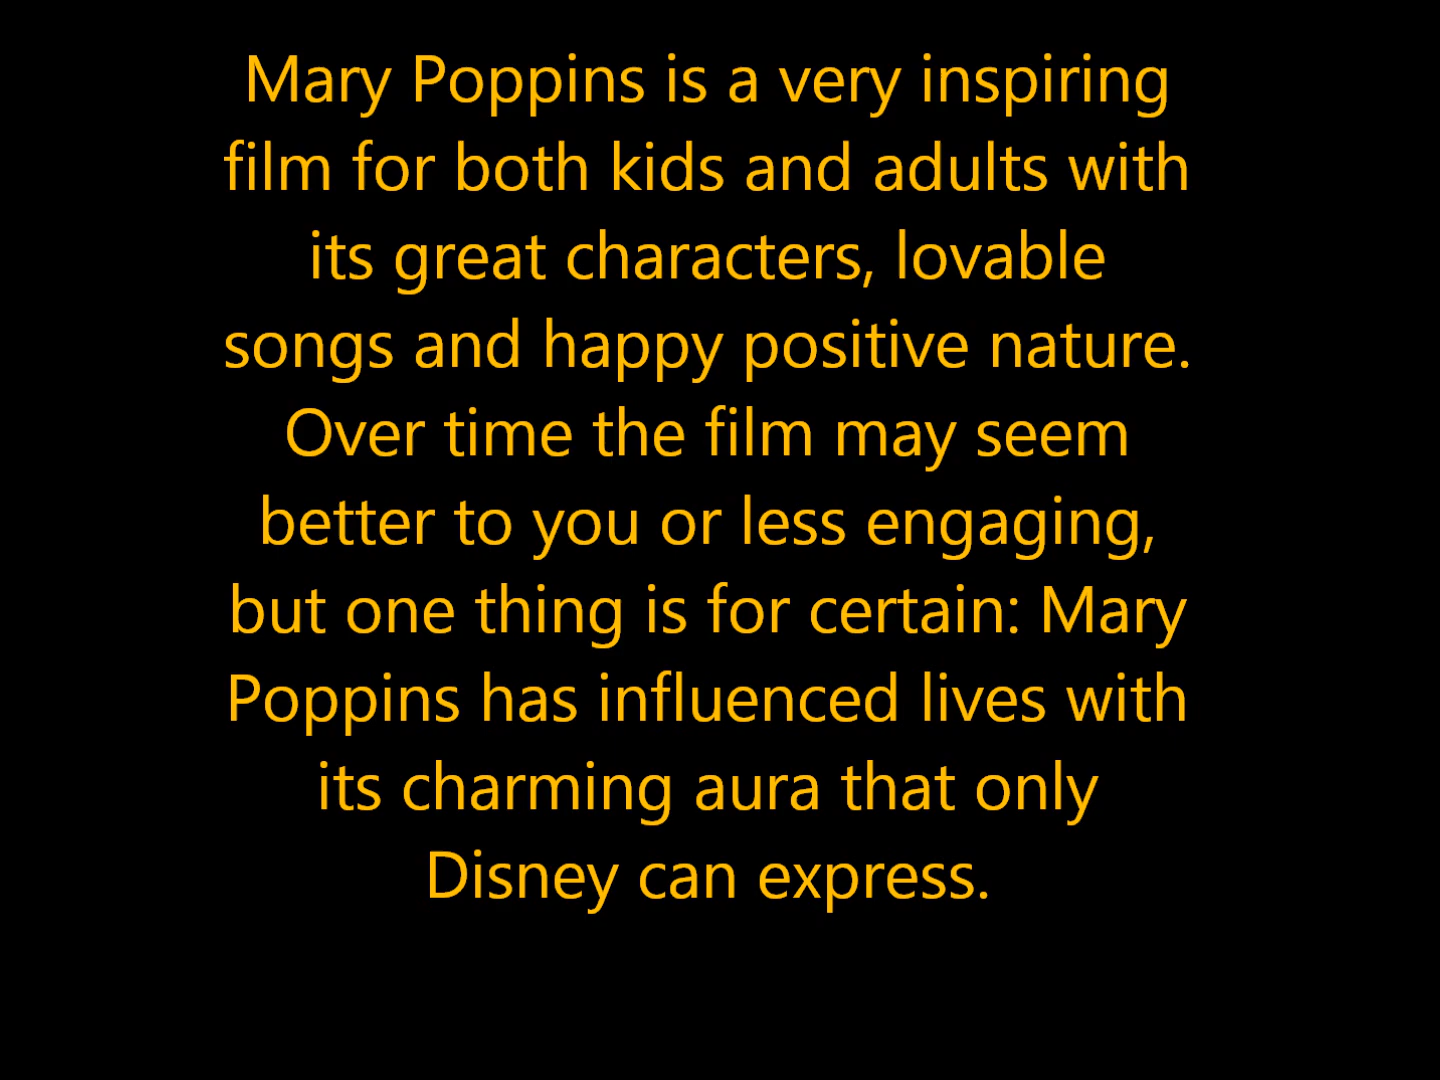 Mary Poppins is a very inspiring
film for both kids and adults with
its great characters, lovable
songs and happy positive nature.
Over time the film may seem
better to you or less engaging,
but one thing is for certain: Mary
Poppins has influenced lives with
its charming aura that only
Disney can express.